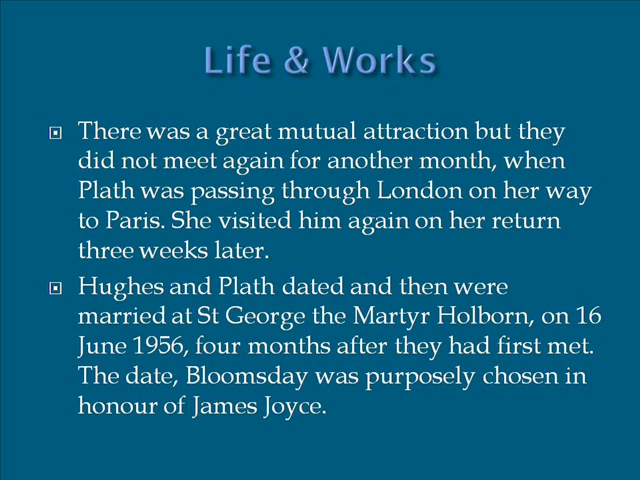 Life & Works
There was a great mutual attraction but they
did not meet again for another month, when
Plath was passing through London on her way
to Paris. She visited him again on her return
three weeks later.
Hughes and Plath dated and then were
married at St George the Martyr Holborn, on 16
June 1956, four months after they had first met.
The date, Bloomsday was purposely chosen in
honour of James Joyce.